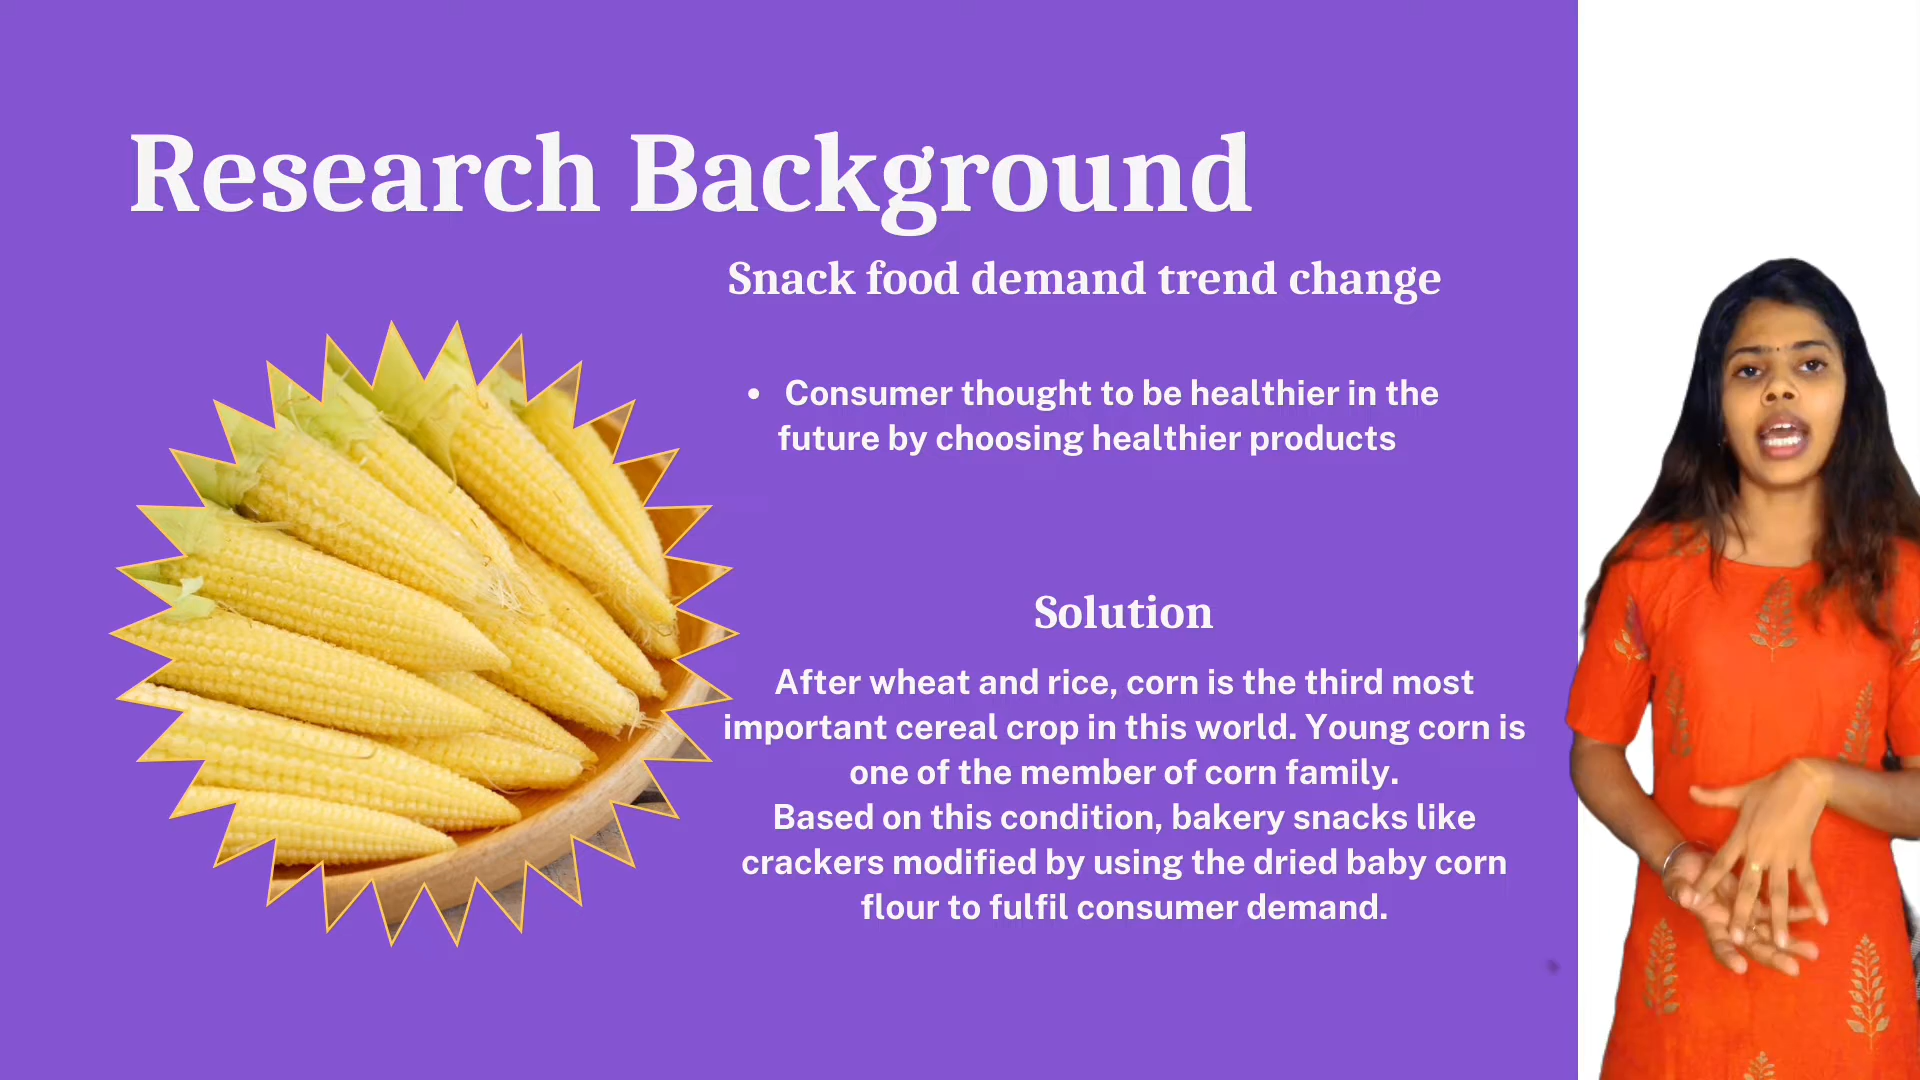 Research Background
Snack food demand trend change
• Consumer thought to be healthier in the
future by choosing healthier products
Solution
After wheat and rice, corn is the third most
important cereal crop in this world. Young corn is
one of the member of corn family.
Based on this condition, bakery snacks like
crackers modified by using the dried baby corn
flour to fulfil consumer demand.